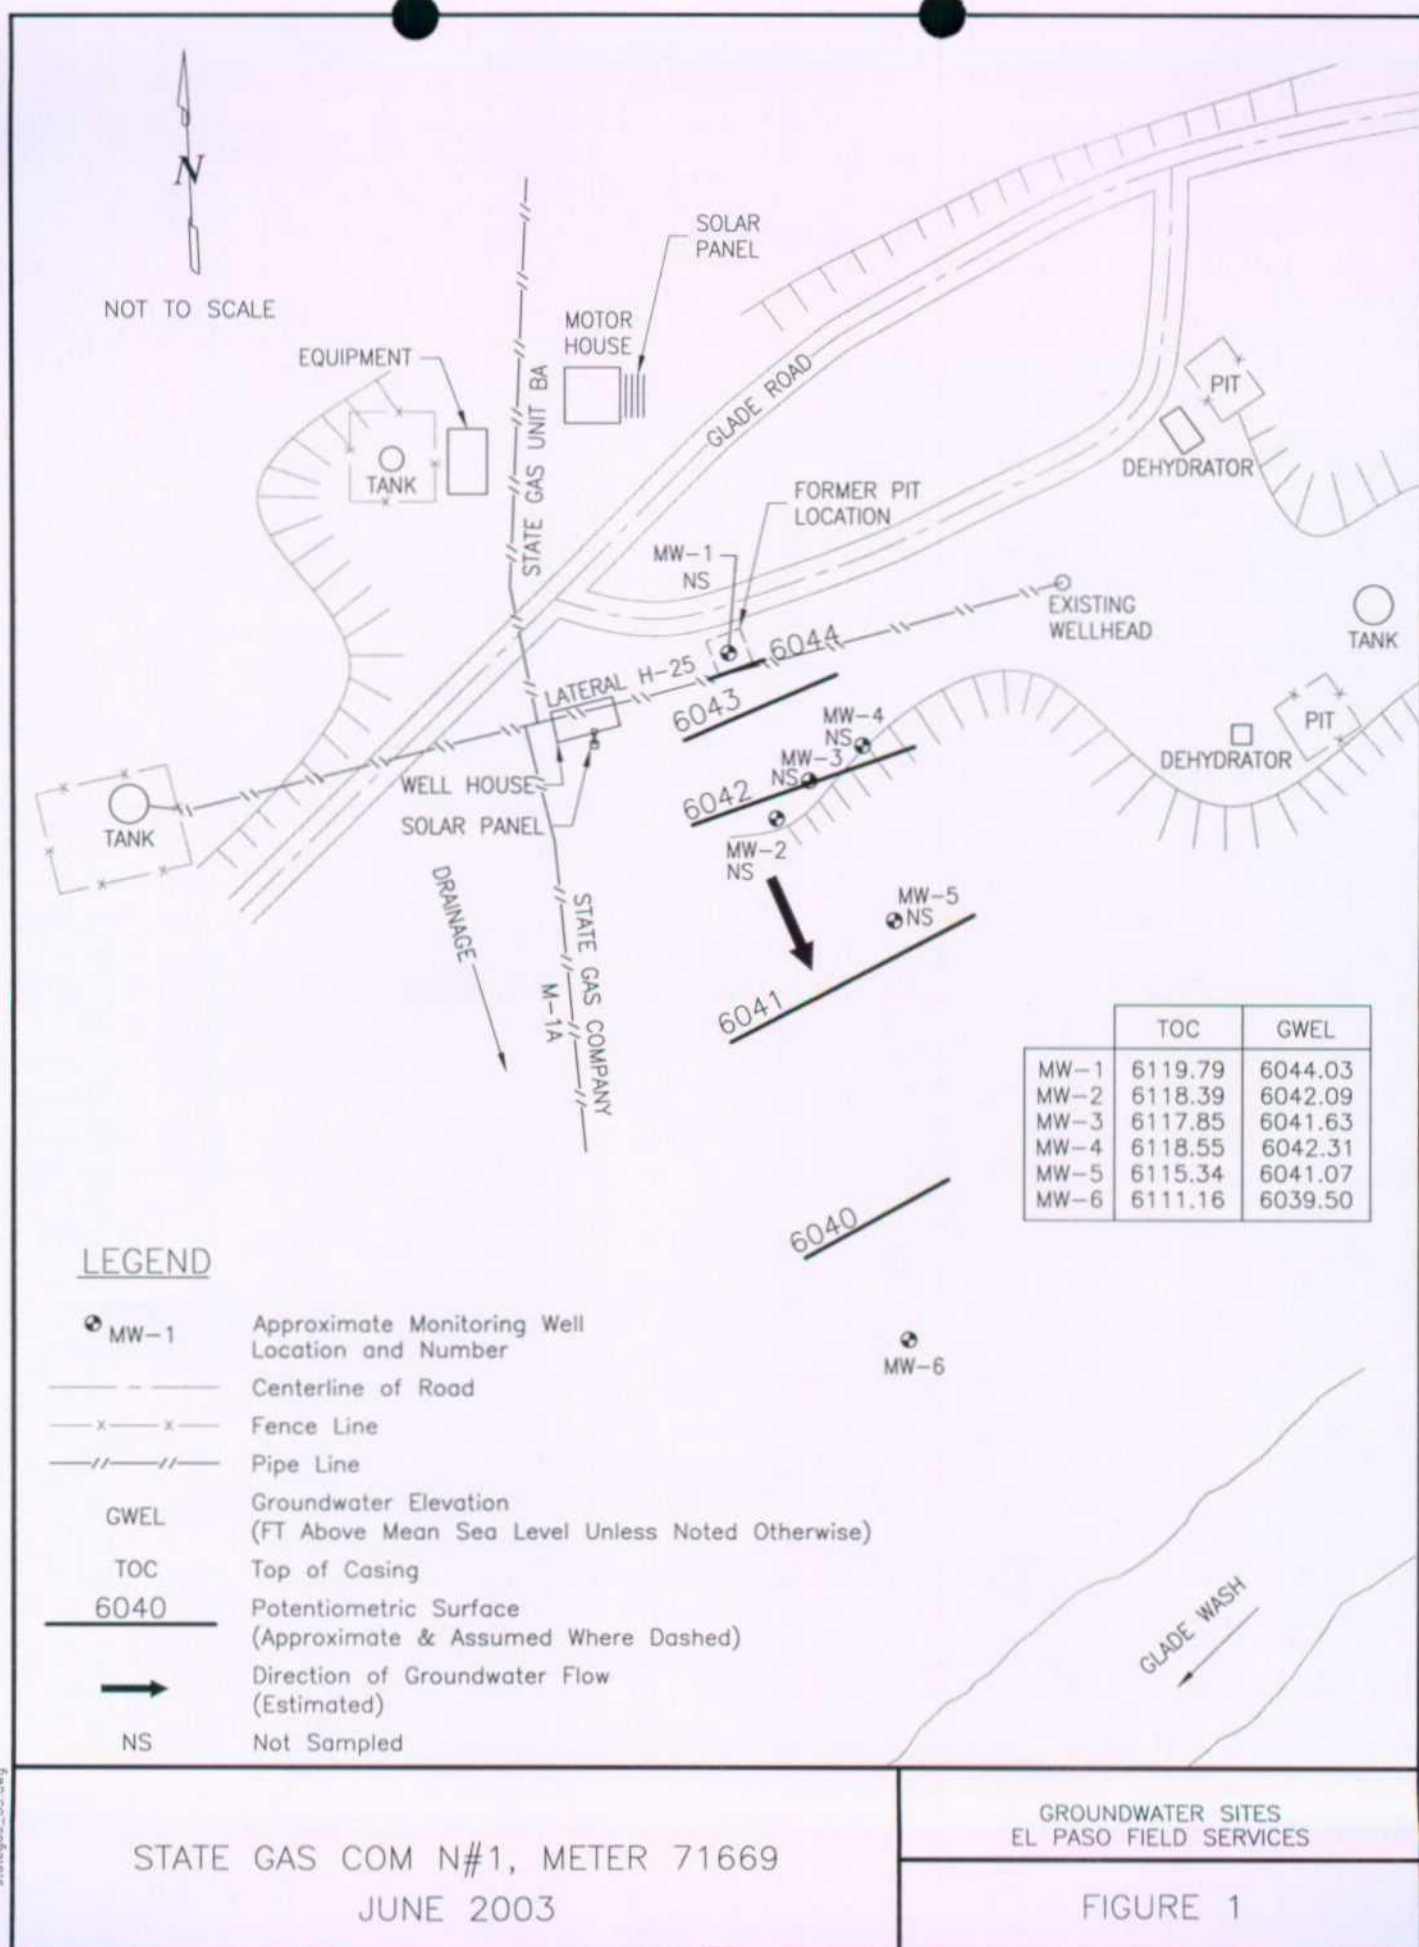 N
NOT TO SCALE
SOLAR
PANEL
MOTOR
HOUSE
EQUIPMENT
TANK
STATE GAS UNIT BA
GLADE ROAD
PIT
DEHYDRATOR
FORMER PIT
LOCATION
MW-1
NS
EXISTING
WELLHEAD
TANK
6044
LATERAL H-25
6043
MW-4
NS
MW-3
NS
PIT
DEHYDRATOR
WELL HOUSE
6042
SOLAR PANEL
TANK
MW-2
NS
DRAINAGE
MW-5
NS
STATE GAS COMPANY
M-1A
6041
TOC GWEL
MW-1 6119.79 6044.03
MW-2 6118.39 6042.09
MW-3 6117.85 6041.63
MW-4 6118.55 6042.31
MW-5 6115.34 6041.07
MW-6 6111.16 6039.50
6040
MW-6
LEGEND
MW-1 Approximate Monitoring Well
Location and Number
Centerline of Road
x x Fence Line
Pipe Line
GWEL Groundwater Elevation
(FT Above Mean Sea Level Unless Noted Otherwise)
TOC Top of Casing
6040 Potentiometric Surface
(Approximate & Assumed Where Dashed)
Direction of Groundwater Flow
(Estimated)
NS Not Sampled
GLADE WASH
STATE GAS COM N#1, METER 71669
JUNE 2003
GROUNDWATER SITES
EL PASO FIELD SERVICES
FIGURE 1